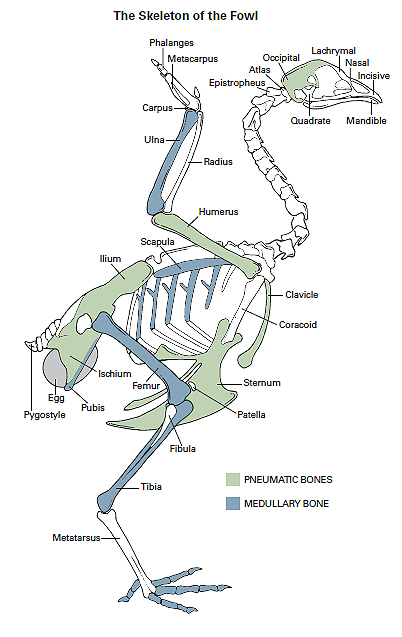 The Skeleton of the Fowl
Phalanges
Metacarpus
Occipital
Lachrymal
Nasal
Incisive
Atlas
Epistropheus
Carpus
Quadrate
Mandible
Ulna
Radius
Humerus
Scapula
Ilium
Clavicle
Coracoid
Ischium
Femur
Sternum
Egg
Pubis
Pygostyle
Patella
Fibula
PNEUMATIC BONES
Tibia
MEDULLARY BONE
Metatarsus